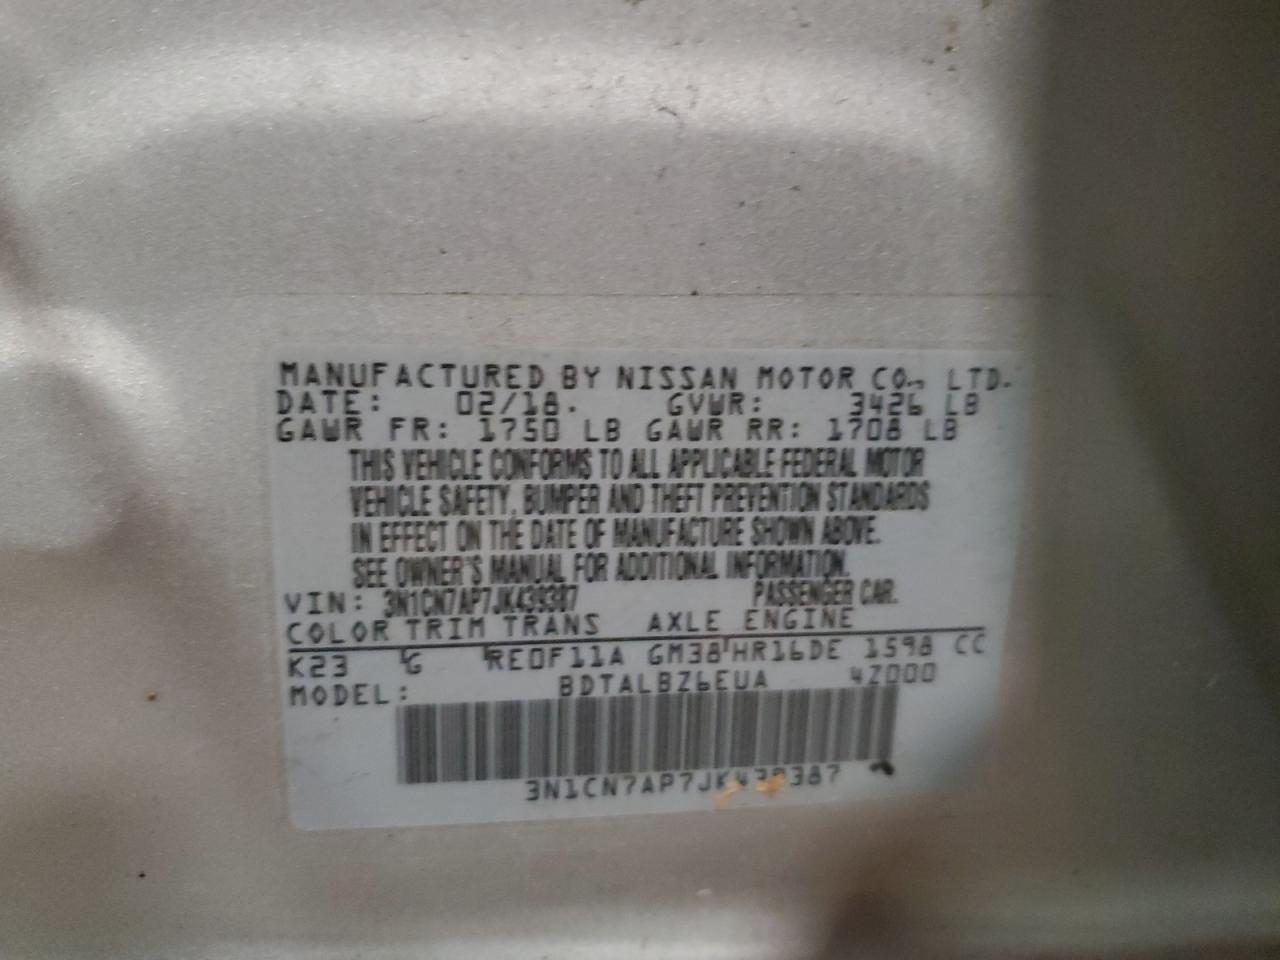 MANUFACTURED BY NISSAN MOTOR CO., LTD.
DATE: 02/18. GVWR: 3426 LB
GAWR FR: 1750 LB GAWR RR: 1708 LB
THIS VEHICLE CONFORMS TO ALL APPLICABLE FEDERAL MOTOR
VEHICLE SAFETY, BUMPER AND THEFT PREVENTION STANDARDS
IN EFFECT ON THE DATE OF MANUFACTURE SHOWN ABOVE.
SEE OWNER'S MANUAL FOR ADDITIONAL INFORMATION.
VIN: 3N1CN7AP7JK439387 PASSENGER CAR.
COLOR TRIM TRANS AXLE ENGINE
K23 G RE0F11A GM38 HR16DE 1598 CC
MODEL: BDTALBZ6EUA 4Z000
3N1CN7AP7JK439387